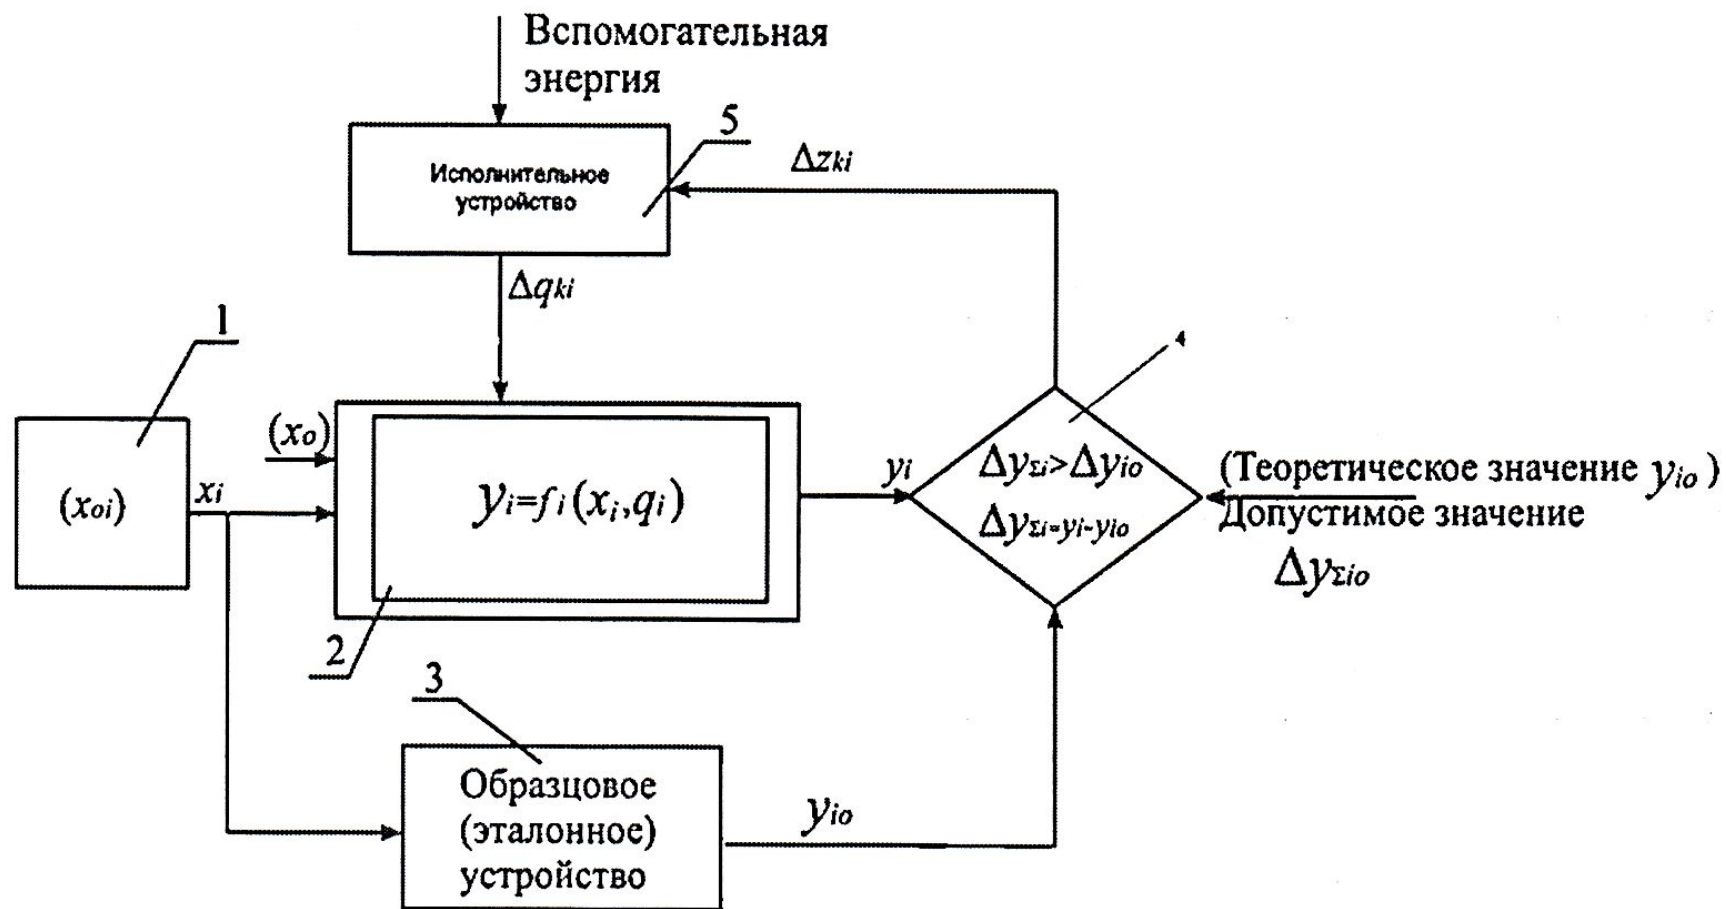 Вспомогательная
энергия
5
Исполнительное
устройство
Δzki
Δqki
1
4
(xo)
(xoi)
xi
yi=fi(xi,qi)
yi
ΔyΣi>Δyio
ΔyΣi=yi-yio
(Теоретическое значение yio)
Допустимое значение
ΔyΣio
2
3
Образцовое
(эталонное)
устройство
yio